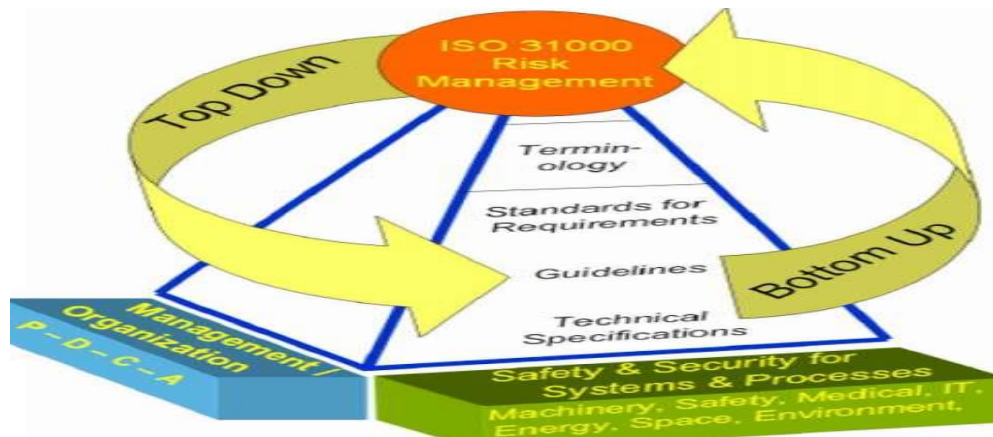 ISO 31000
Risk
Management
Top Down
Termin-
ology
Standards for
Requirements
Guidelines
Bottom Up
Technical
Specifications
Management /
Organization
P – D – C – A
Safety & Security for
Systems & Processes
Machinery, Safety, Medical, IT,
Energy, Space, Environment,